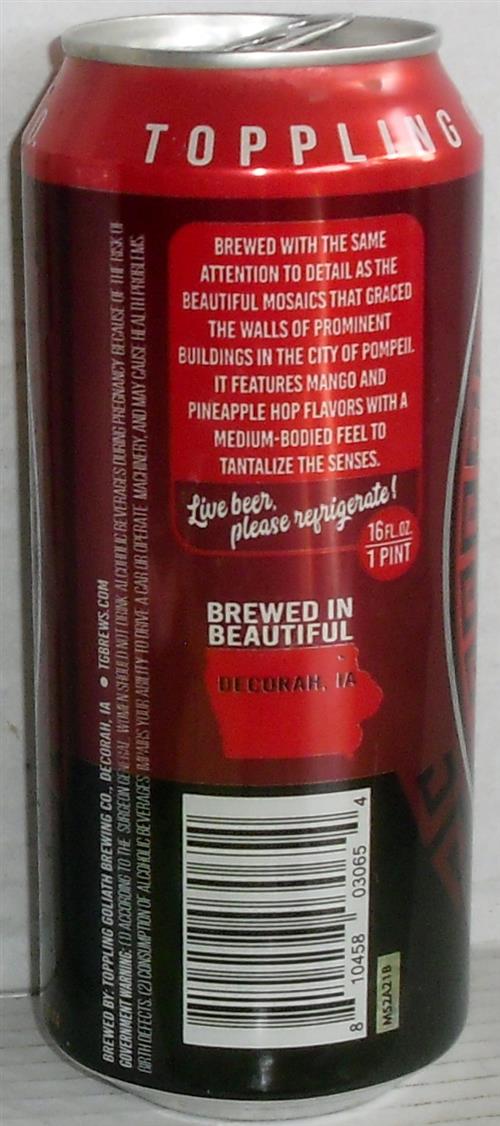 TOPPLING
BREWED WITH THE SAME
ATTENTION TO DETAIL AS THE
BEAUTIFUL MOSAICS THAT GRACED
THE WALLS OF PROMINENT
BUILDINGS IN THE CITY OF POMPEII.
IT FEATURES MANGO AND
PINEAPPLE HOP FLAVORS WITH A
MEDIUM-BODIED FEEL TO
TANTALIZE THE SENSES.
Live beer,
please refrigerate!
16 FL. OZ.
1 PINT
BREWED IN
BEAUTIFUL
DECORAH, IA
BREWED BY: TOPPLING GOLIATH BREWING CO., DECORAH, IA • TGBREWS.COM
GOVERNMENT WARNING: (1) ACCORDING TO THE SURGEON GENERAL, WOMEN SHOULD NOT DRINK ALCOHOLIC BEVERAGES DURING PREGNANCY BECAUSE OF THE RISK OF
BIRTH DEFECTS. (2) CONSUMPTION OF ALCOHOLIC BEVERAGES IMPAIRS YOUR ABILITY TO DRIVE A CAR OR OPERATE MACHINERY, AND MAY CAUSE HEALTH PROBLEMS.
8 10458 03065 4
MS2A21B